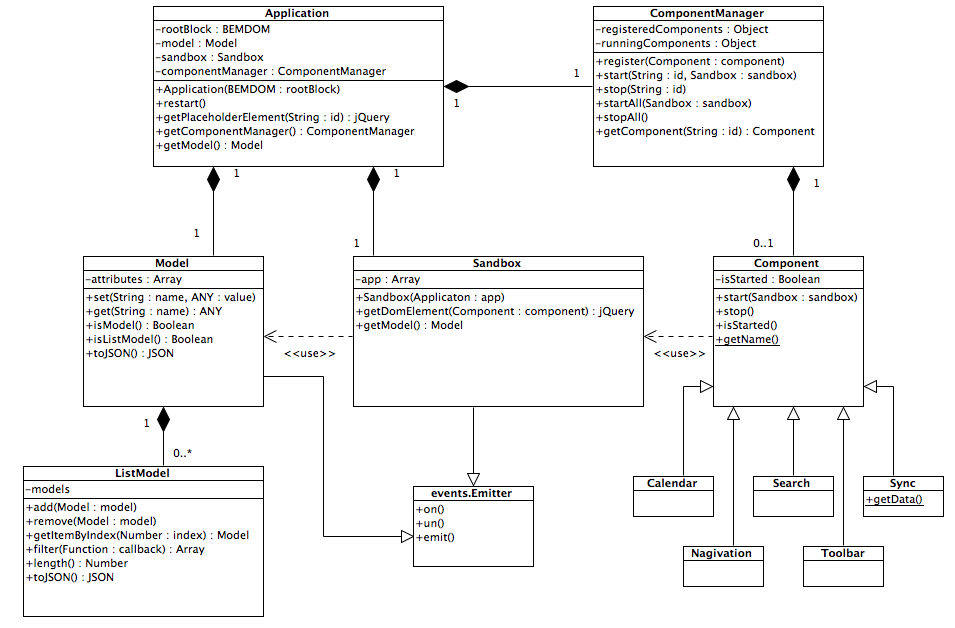 Application
-rootBlock : BEMDOM
-model : Model
-sandbox : Sandbox
-componentManager : ComponentManager
+Application(BEMDOM : rootBlock)
+restart()
+getPlaceholderElement(String : id) : jQuery
+getComponentManager() : ComponentManager
+getModel() : Model
ComponentManager
-registeredComponents : Object
-runningComponents : Object
+register(Component : component)
+start(String : id, Sandbox : sandbox)
+stop(String : id)
+startAll(Sandbox : sandbox)
+stopAll()
+getComponent(String : id) : Component
1
1
1
1
1
1
1
1
0..1
Model
-attributes : Array
+set(String : name, ANY : value)
+get(String : name) : ANY
+isModel() : Boolean
+isListModel() : Boolean
+toJSON() : JSON
Sandbox
-app : Array
+Sandbox(Applicaton : app)
+getDomElement(Component : component) : jQuery
+getModel() : Model
Component
-isStarted : Boolean
+start(Sandbox : sandbox)
+stop()
+isStarted()
+getName()
<<use>>
<<use>>
1
0..*
ListModel
-models
+add(Model : model)
+remove(Model : model)
+getItemByIndex(Number : index) : Model
+filter(Function : callback) : Array
+length() : Number
+toJSON() : JSON
events.Emitter
+on()
+un()
+emit()
Calendar
Search
Sync
+getData()
Nagivation
Toolbar